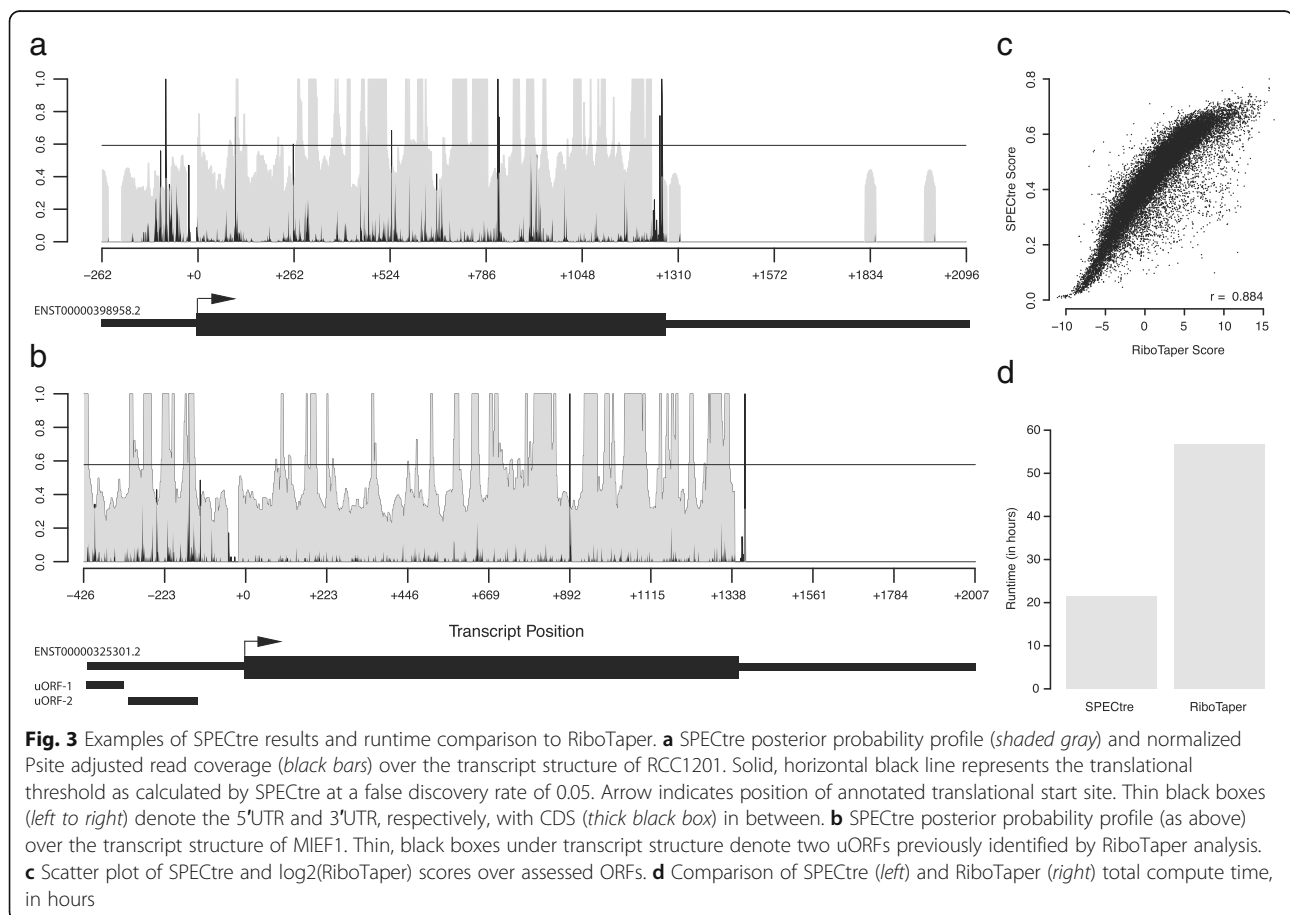 a
1.0
0.8
0.6
0.4
0.2
0.0
−262
+0
+262
+524
+786
+1048
+1310
+1572
+1834
+2096
ENST00000398958.2
b
1.0
0.8
0.6
0.4
0.2
0.0
−426
−223
+0
+223
+446
+669
+892
+1115
+1338
+1561
+1784
+2007
Transcript Position
ENST00000325301.2
uORF-1
uORF-2
c
SPECtre Score
0.8
0.6
0.4
0.2
0.0
r = 0.884
−10
−5
0
5
10
15
RiboTaper Score
d
Runtime (in hours)
60
50
40
30
20
10
0
SPECtre
RiboTaper
Fig. 3 Examples of SPECtre results and runtime comparison to RiboTaper. a SPECtre posterior probability profile (shaded gray) and normalized
Psite adjusted read coverage (black bars) over the transcript structure of RCC1201. Solid, horizontal black line represents the translational
threshold as calculated by SPECtre at a false discovery rate of 0.05. Arrow indicates position of annotated translational start site. Thin black boxes
(left to right) denote the 5′UTR and 3′UTR, respectively, with CDS (thick black box) in between. b SPECtre posterior probability profile (as above)
over the transcript structure of MIEF1. Thin, black boxes under transcript structure denote two uORFs previously identified by RiboTaper analysis.
c Scatter plot of SPECtre and log2(RiboTaper) scores over assessed ORFs. d Comparison of SPECtre (left) and RiboTaper (right) total compute time,
in hours